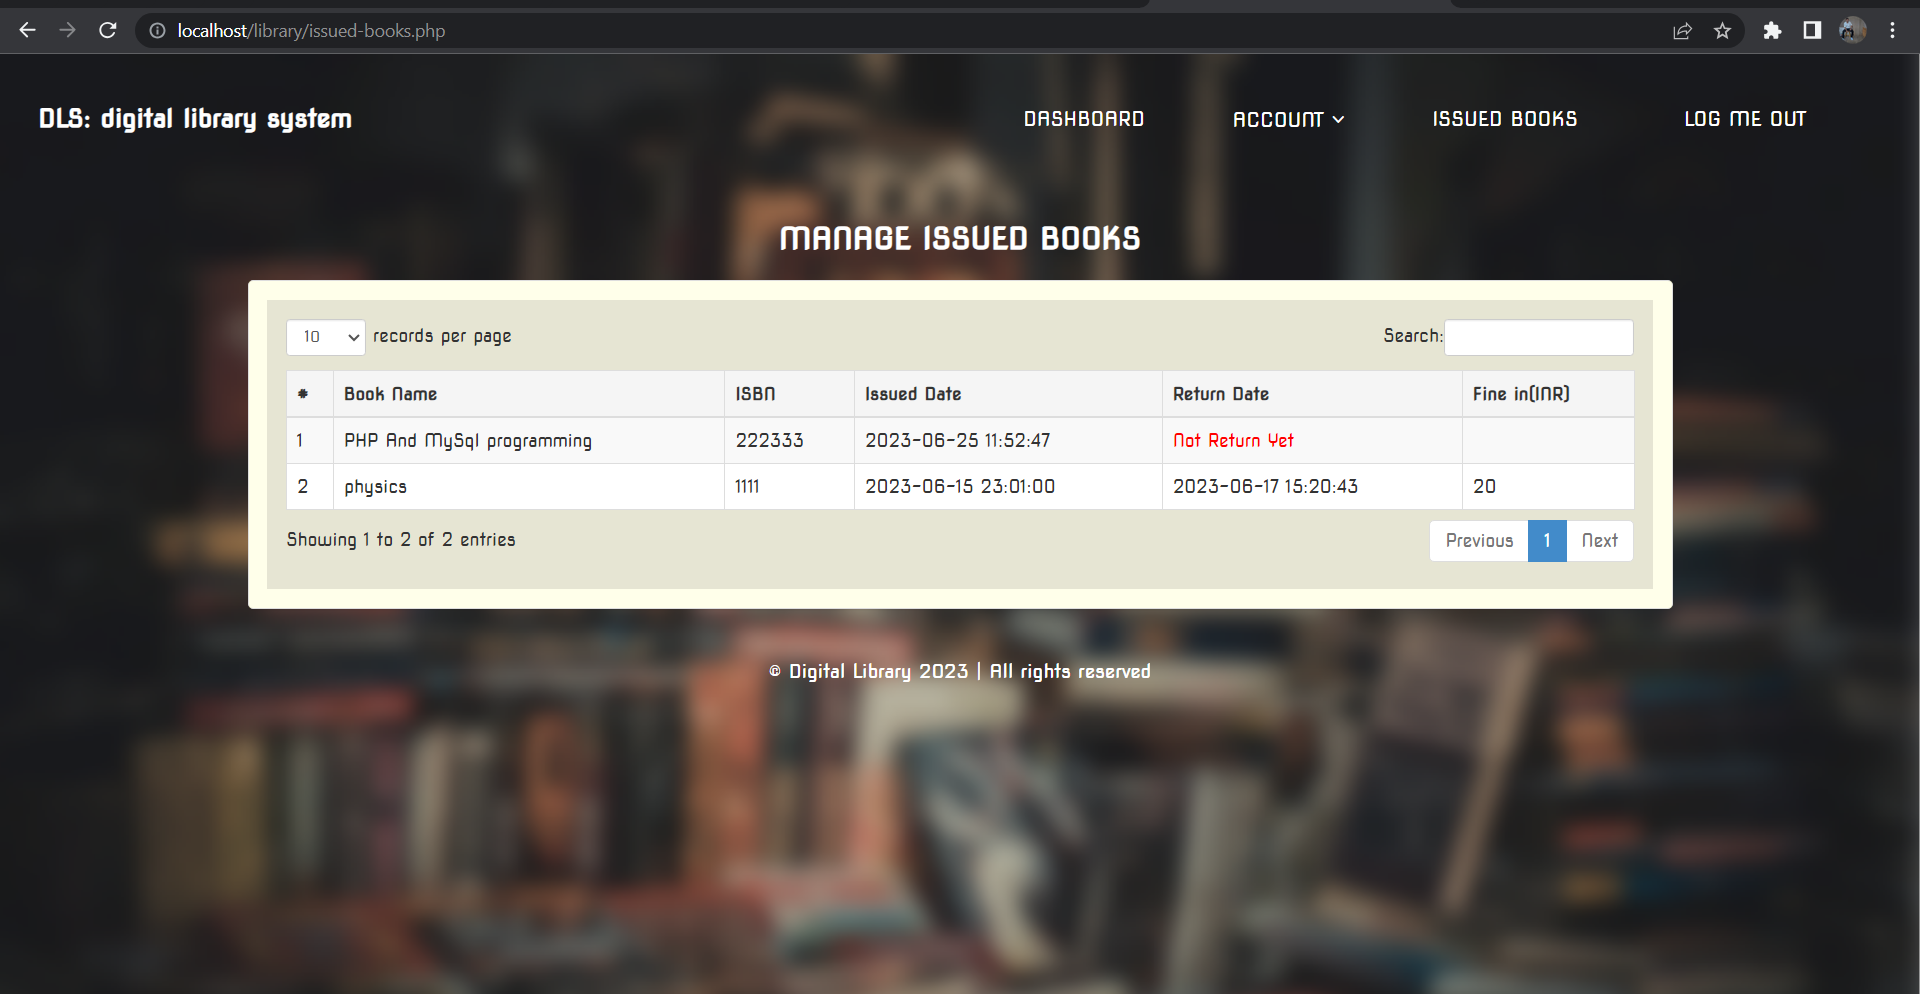 localhost/library/issued-books.php
DLS: digital library system DASHBOARD ACCOUNT ISSUED BOOKS LOG ME OUT
MANAGE ISSUED BOOKS
10 records per page Search:
# Book Name ISBN Issued Date Return Date Fine in(INR)
1 PHP And MySql programming 222333 2023-06-25 11:52:47 Not Return Yet
2 physics 1111 2023-06-15 23:01:00 2023-06-17 15:20:43 20
Showing 1 to 2 of 2 entries Previous 1 Next
© Digital Library 2023 | All rights reserved